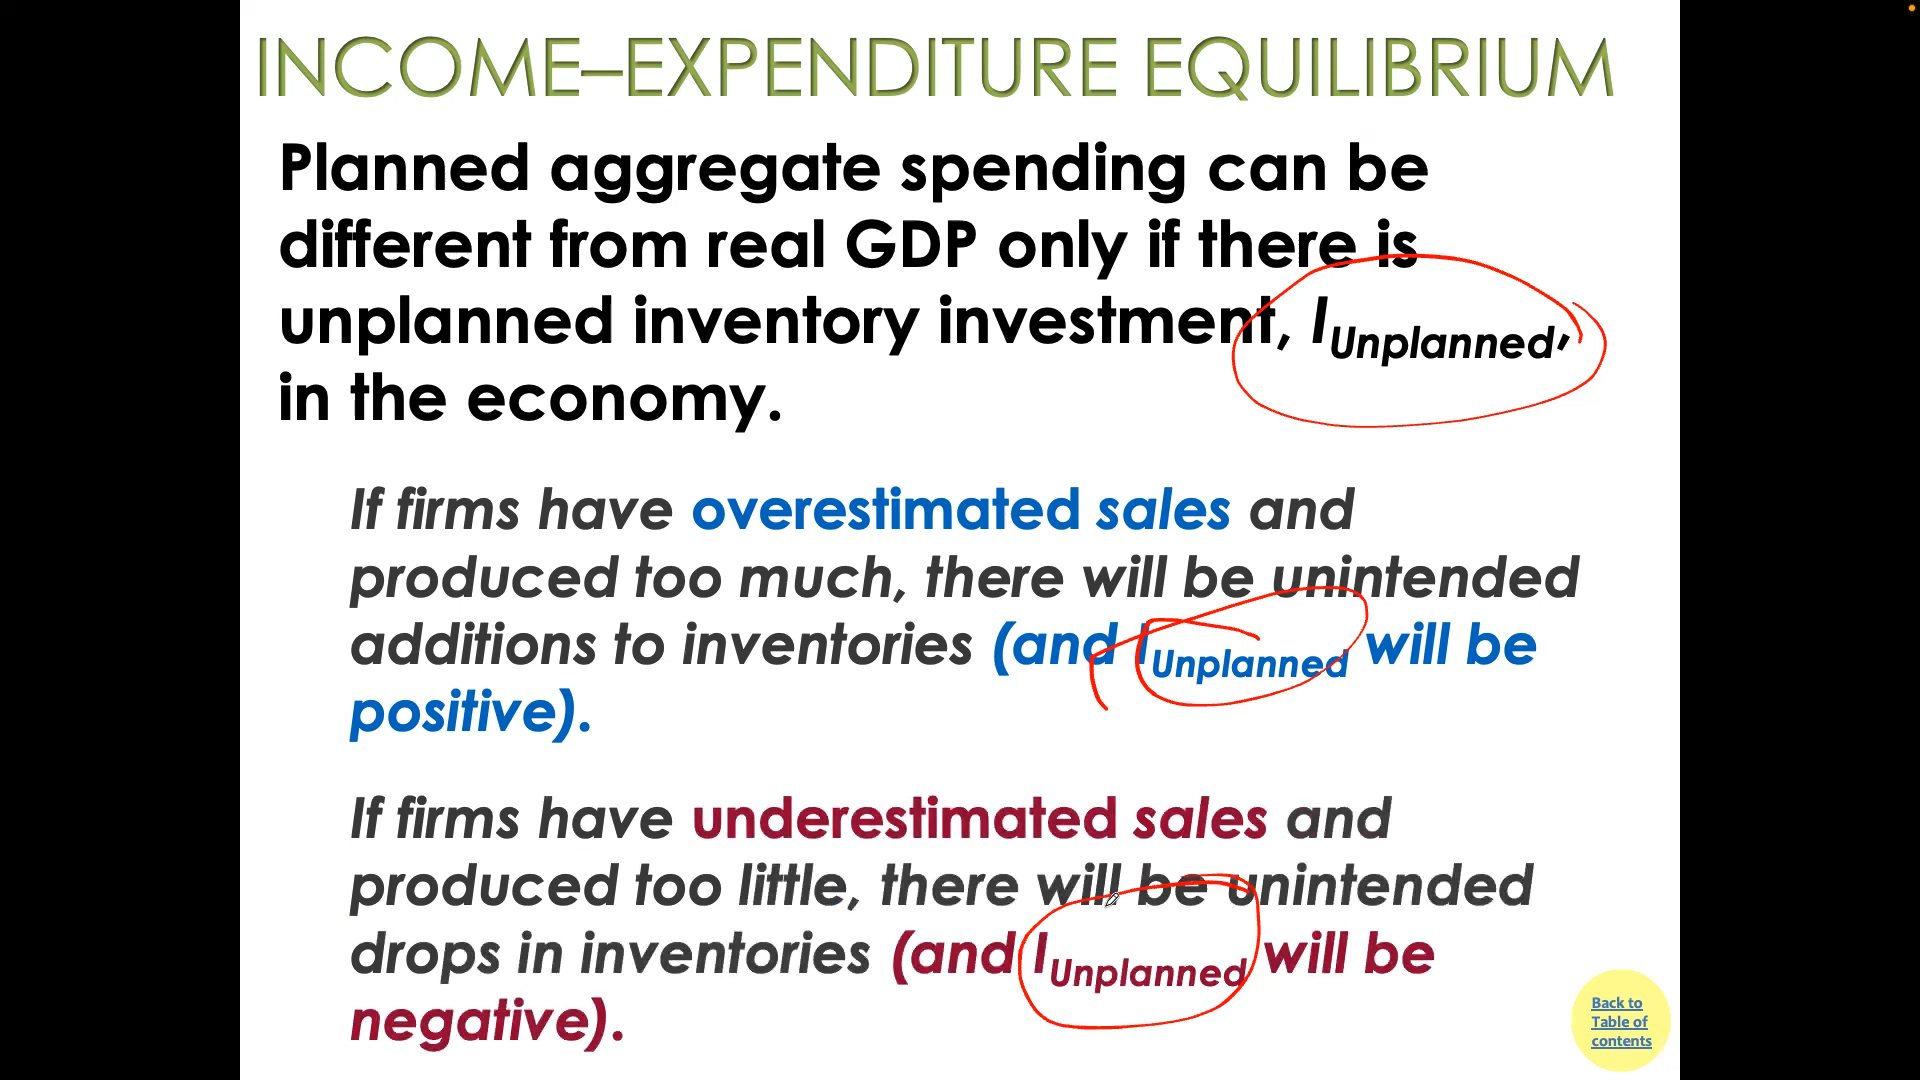 INCOME–EXPENDITURE EQUILIBRIUM
Planned aggregate spending can be
different from real GDP only if there is
unplanned inventory investment, IUnplanned,
in the economy.
If firms have overestimated sales and
produced too much, there will be unintended
additions to inventories (and IUnplanned will be
positive).
If firms have underestimated sales and
produced too little, there will be unintended
drops in inventories (and IUnplanned will be
negative).
Back to
Table of
contents